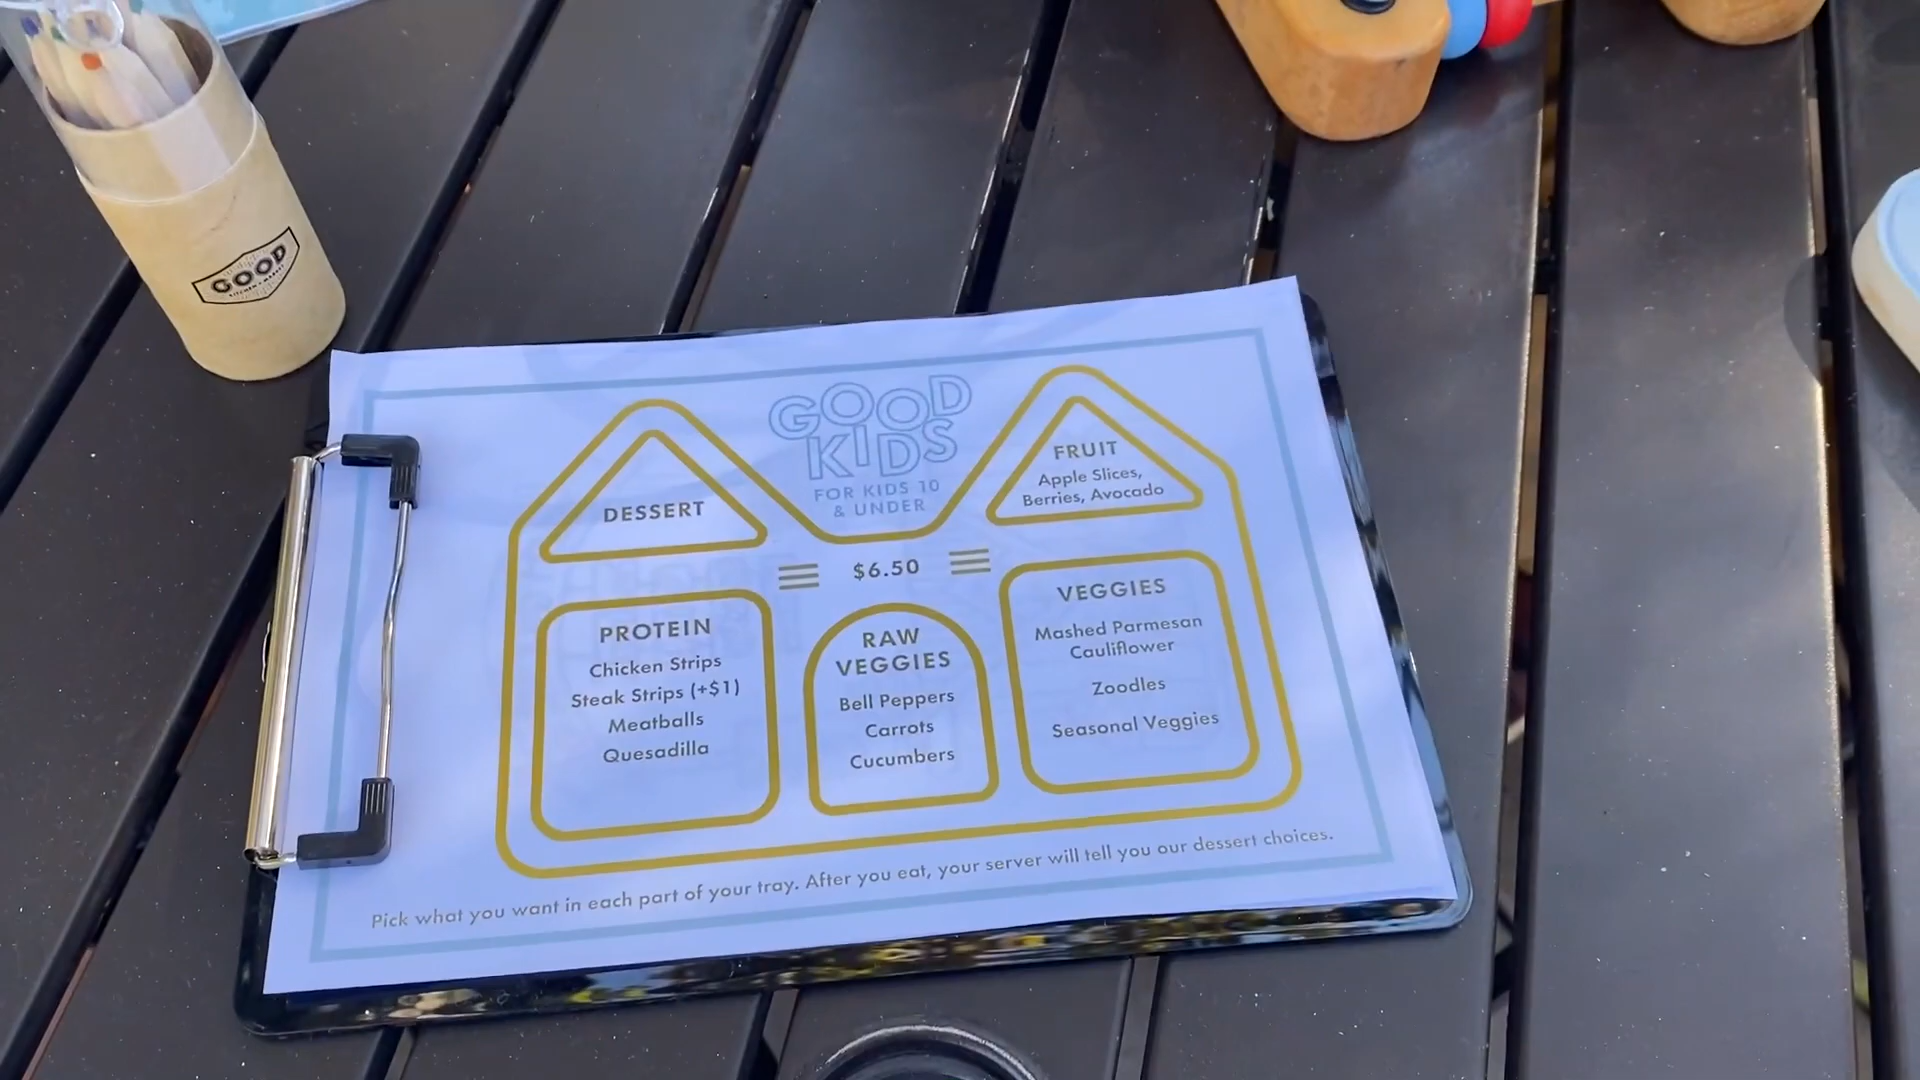 GOOD
KITCHEN + MARKET
GOOD
KIDS
FOR KIDS 10
& UNDER
DESSERT
FRUIT
Apple Slices,
Berries, Avocado
$6.50
PROTEIN
Chicken Strips
Steak Strips (+$1)
Meatballs
Quesadilla
RAW
VEGGIES
Bell Peppers
Carrots
Cucumbers
VEGGIES
Mashed Parmesan
Cauliflower
Zoodles
Seasonal Veggies
Pick what you want in each part of your tray. After you eat, your server will tell you our dessert choices.